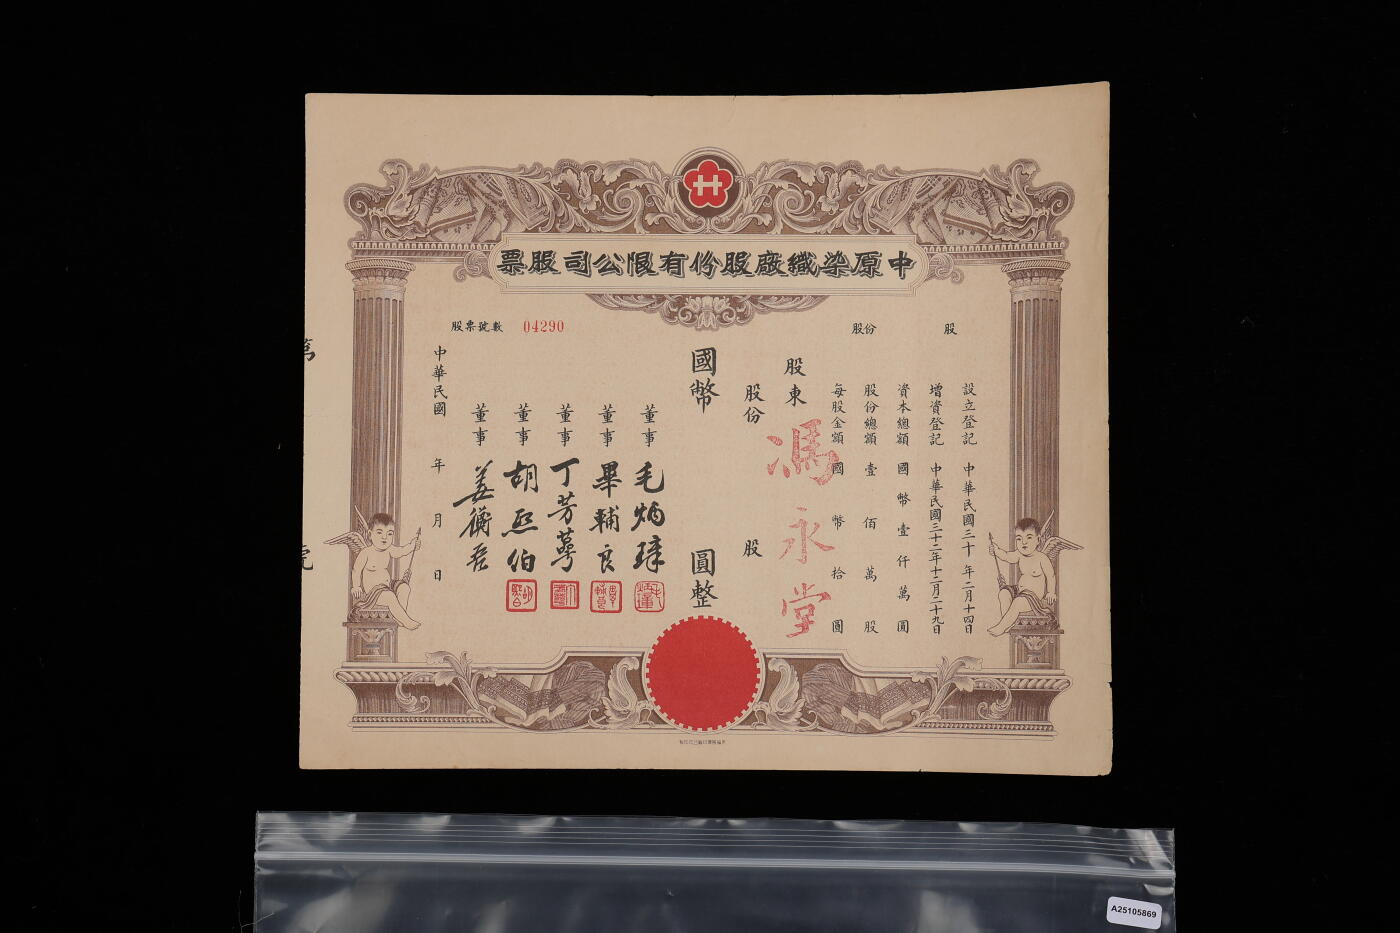 中原染織廠股份有限公司股票
股份 股
股票號數 04290
設立登記 中華民國三十年二月十四日
增資登記 中華民國三十二年十二月二十九日
資本總額 國幣壹仟萬圓
股份總額 壹佰萬股
每股金額 國幣拾圓
股東 馮永堂
股份 股
國幣 圓整
董事 毛炳璋
董事 畢輔良
董事 丁芳蕚
董事 胡熙伯
董事 姜衡吾
中華民國 年 月 日
萬
號
A25105869